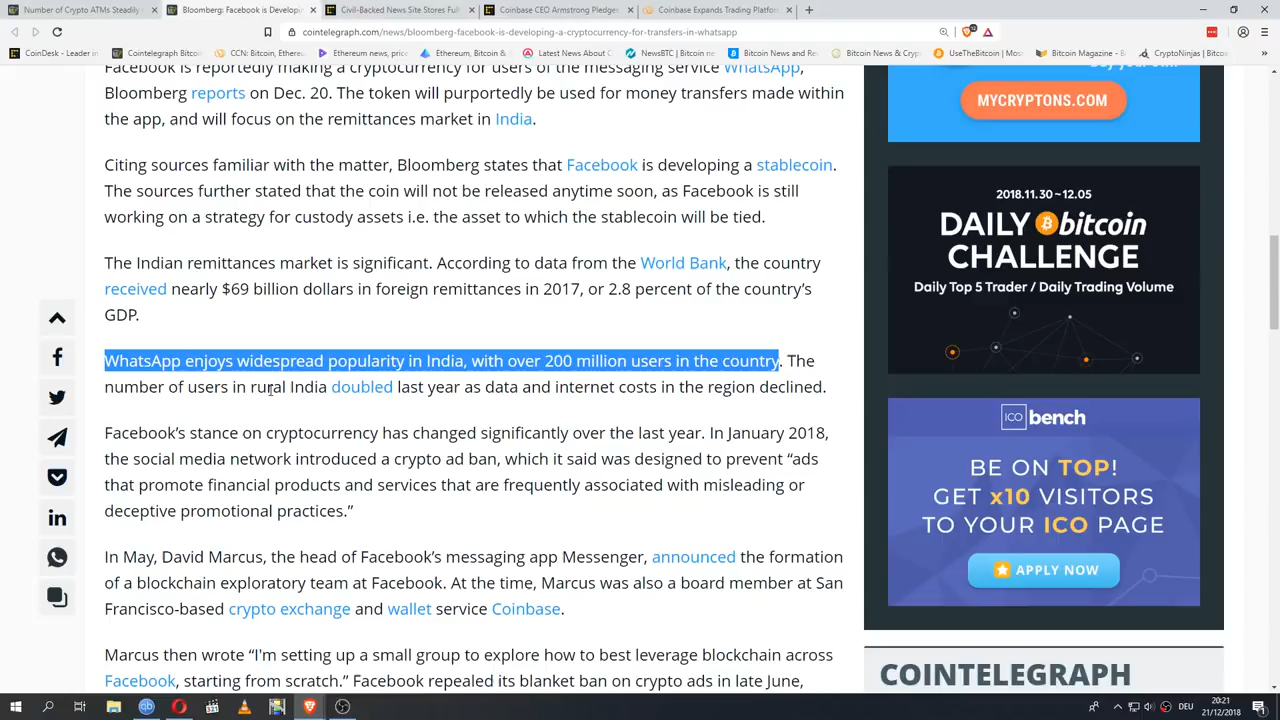 Number of Crypto ATMs Steadily
Bloomberg: Facebook is Developin
Civil-Backed News Site Stores Full
Coinbase CEO Armstrong Pledges
Coinbase Expands Trading Platfor
cointelegraph.com/news/bloomberg-facebook-is-developing-a-cryptocurrency-for-transfers-in-whatsapp
CoinDesk - Leader i
Cointelegraph Bitcoi
CCN: Bitcoin, Ethere
Ethereum news, price
Ethereum, Bitcoin &
Latest News About C
NewsBTC | Bitcoin ne
Bitcoin News and Re
Bitcoin News & Cryp
UseTheBitcoin | Mos
Bitcoin Magazine - B
CryptoNinjas | Bitco
Facebook is reportedly making a cryptocurrency for users of the messaging service WhatsApp,
Bloomberg reports on Dec. 20. The token will purportedly be used for money transfers made within
the app, and will focus on the remittances market in India.
Citing sources familiar with the matter, Bloomberg states that Facebook is developing a stablecoin.
The sources further stated that the coin will not be released anytime soon, as Facebook is still
working on a strategy for custody assets i.e. the asset to which the stablecoin will be tied.
The Indian remittances market is significant. According to data from the World Bank, the country
received nearly $69 billion dollars in foreign remittances in 2017, or 2.8 percent of the country's
GDP.
WhatsApp enjoys widespread popularity in India, with over 200 million users in the country. The
number of users in rural India doubled last year as data and internet costs in the region declined.
Facebook's stance on cryptocurrency has changed significantly over the last year. In January 2018,
the social media network introduced a crypto ad ban, which it said was designed to prevent “ads
that promote financial products and services that are frequently associated with misleading or
deceptive promotional practices.”
In May, David Marcus, the head of Facebook's messaging app Messenger, announced the formation
of a blockchain exploratory team at Facebook. At the time, Marcus was also a board member at San
Francisco-based crypto exchange and wallet service Coinbase.
Marcus then wrote “I'm setting up a small group to explore how to best leverage blockchain across
Facebook, starting from scratch.” Facebook repealed its blanket ban on crypto ads in late June,
MYCRYPTONS.COM
2018.11.30~12.05
DAILY bitcoin
CHALLENGE
Daily Top 5 Trader / Daily Trading Volume
ICO bench
BE ON TOP!
GET x10 VISITORS
TO YOUR ICO PAGE
APPLY NOW
COINTELEGRAPH
DEU
20:21
21/12/2018